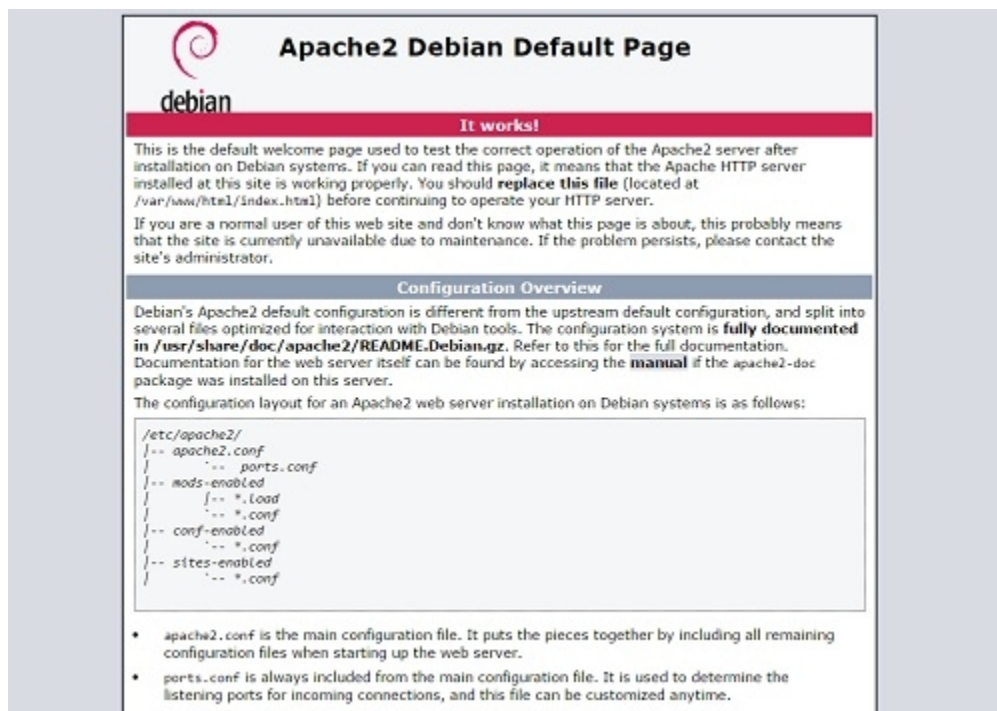 debian
Apache2 Debian Default Page
It works!
This is the default welcome page used to test the correct operation of the Apache2 server after
installation on Debian systems. If you can read this page, it means that the Apache HTTP server
installed at this site is working properly. You should replace this file (located at
/var/www/html/index.html) before continuing to operate your HTTP server.
If you are a normal user of this web site and don't know what this page is about, this probably means
that the site is currently unavailable due to maintenance. If the problem persists, please contact the
site's administrator.
Configuration Overview
Debian's Apache2 default configuration is different from the upstream default configuration, and split into
several files optimized for interaction with Debian tools. The configuration system is fully documented
in /usr/share/doc/apache2/README.Debian.gz. Refer to this for the full documentation.
Documentation for the web server itself can be found by accessing the manual if the apache2-doc
package was installed on this server.
The configuration layout for an Apache2 web server installation on Debian systems is as follows:
/etc/apache2/
|-- apache2.conf
|       `--  ports.conf
|-- mods-enabled
|       |-- *.load
|       `-- *.conf
|-- conf-enabled
|       `-- *.conf
|-- sites-enabled
|       `-- *.conf
• apache2.conf is the main configuration file. It puts the pieces together by including all remaining
configuration files when starting up the web server.
• ports.conf is always included from the main configuration file. It is used to determine the
listening ports for incoming connections, and this file can be customized anytime.